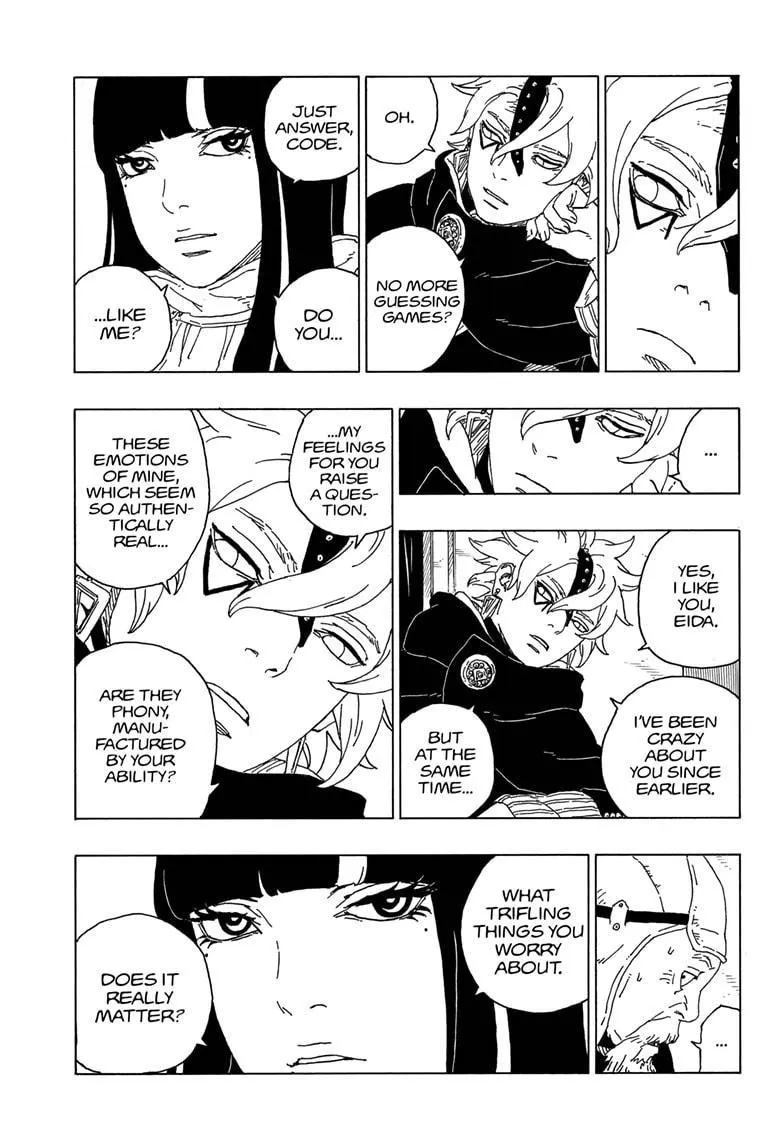 OH.
NO MORE
GUESSING
GAMES?
JUST
ANSWER,
CODE.
DO
YOU...
...LIKE
ME?
...
YES,
I LIKE
YOU,
EIDA.
I'VE BEEN
CRAZY
ABOUT
YOU SINCE
EARLIER.
BUT
AT THE
SAME
TIME...
...MY
FEELINGS
FOR YOU
RAISE
A QUES-
TION.
THESE
EMOTIONS
OF MINE,
WHICH SEEM
SO AUTHEN-
TICALLY
REAL...
ARE THEY
PHONY,
MANU-
FACTURED
BY YOUR
ABILITY?
...
WHAT
TRIFLING
THINGS YOU
WORRY
ABOUT.
DOES IT
REALLY
MATTER?